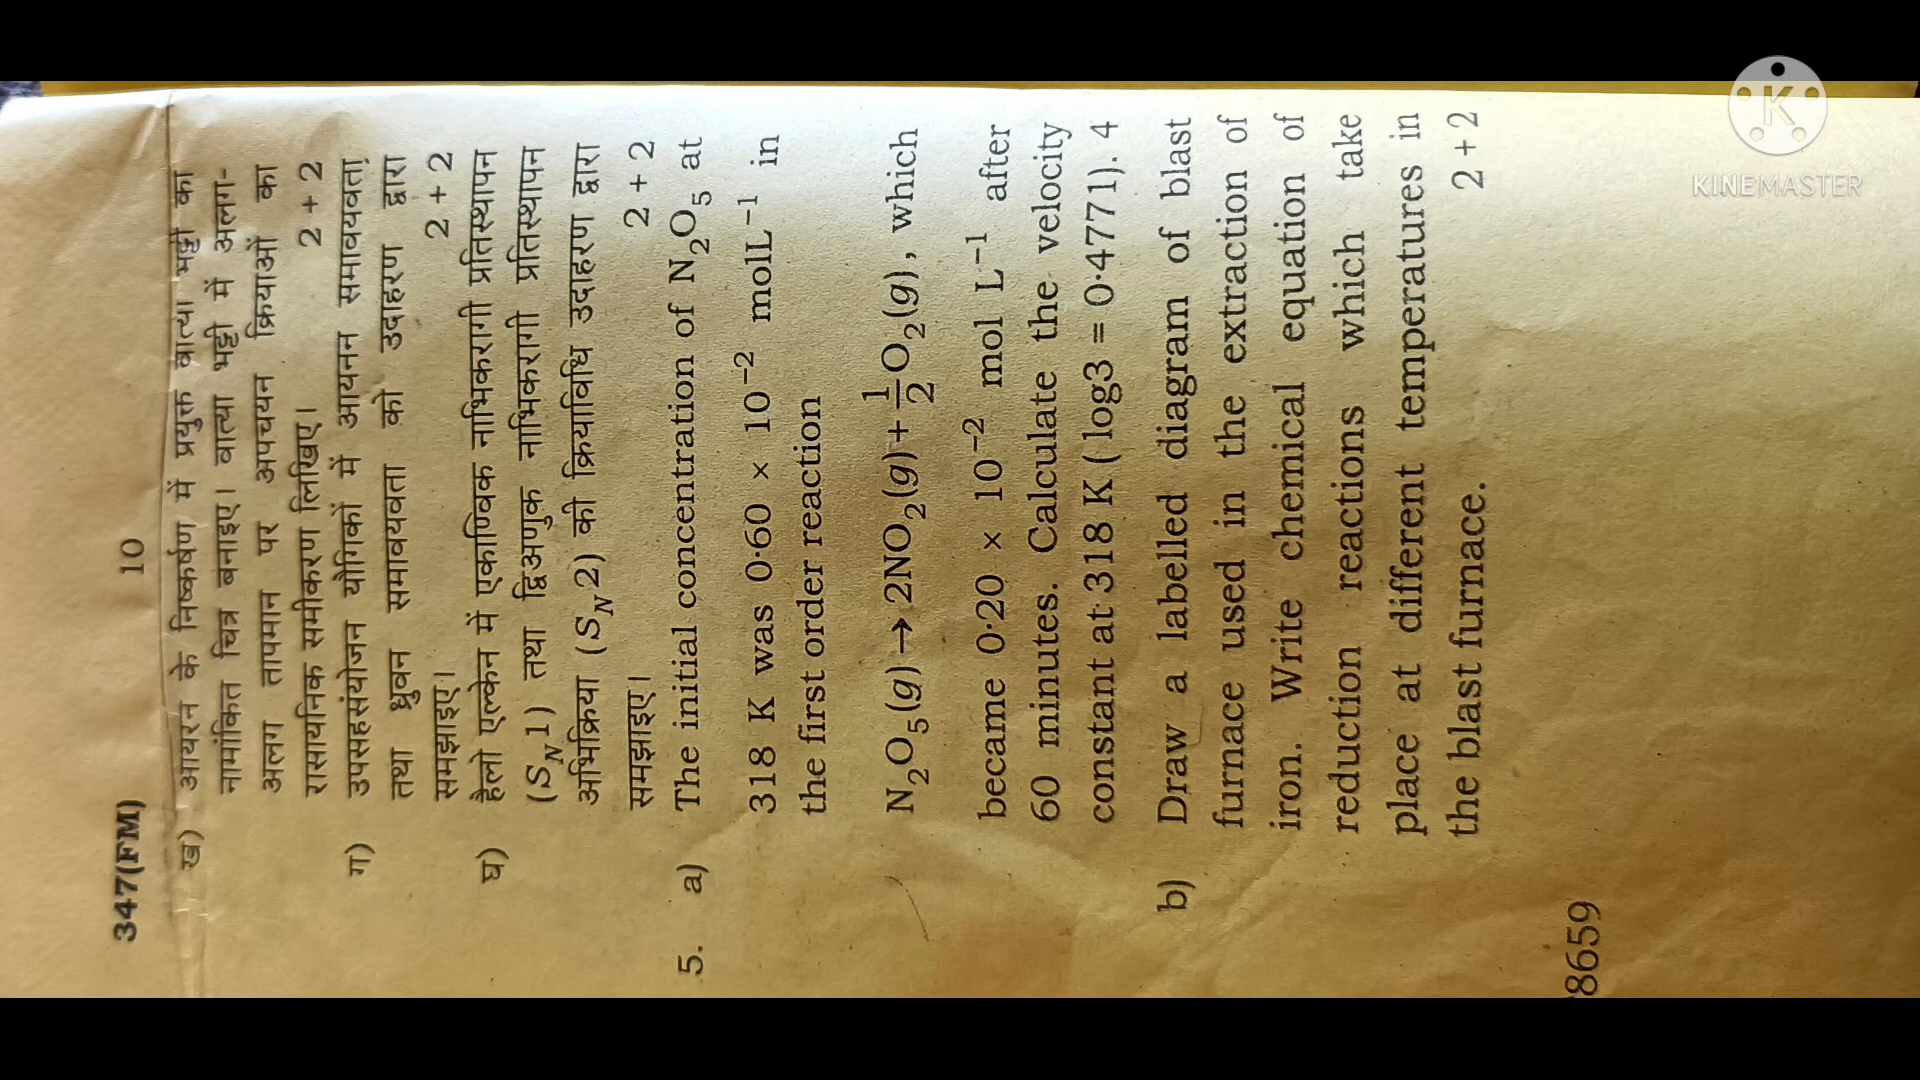 347(FM)
10
ख) आयरन के निष्कर्षण में प्रयुक्त वात्या भट्ठी का
नामांकित चित्र बनाइए। वात्या भट्ठी में अलग-
अलग तापमान पर अपचयन क्रियाओं का
रासायनिक समीकरण लिखिए। 2 + 2
ग) उपसहसंयोजन यौगिकों में आयनन समावयवता
तथा ध्रुवन समावयवता को उदाहरण द्वारा
समझाइए। 2 + 2
घ) हैलो एल्केन में एकाण्विक नाभिकरागी प्रतिस्थापन
(S_N1) तथा द्विअणुक नाभिकरागी प्रतिस्थापन
अभिक्रिया (S_N2) की क्रियाविधि उदाहरण द्वारा
समझाइए। 2 + 2
5. a) The initial concentration of N₂O₅ at
318 K was 0·60 × 10⁻² molL⁻¹ in
the first order reaction
N₂O₅(g)→2NO₂(g)+1/2 O₂(g), which
became 0·20 × 10⁻² mol L⁻¹ after
60 minutes. Calculate the velocity
constant at 318 K ( log3 = 0·4771). 4
b) Draw a labelled diagram of blast
furnace used in the extraction of
iron. Write chemical equation of
reduction reactions which take
place at different temperatures in
the blast furnace. 2 + 2
8659
K
KINEMASTER